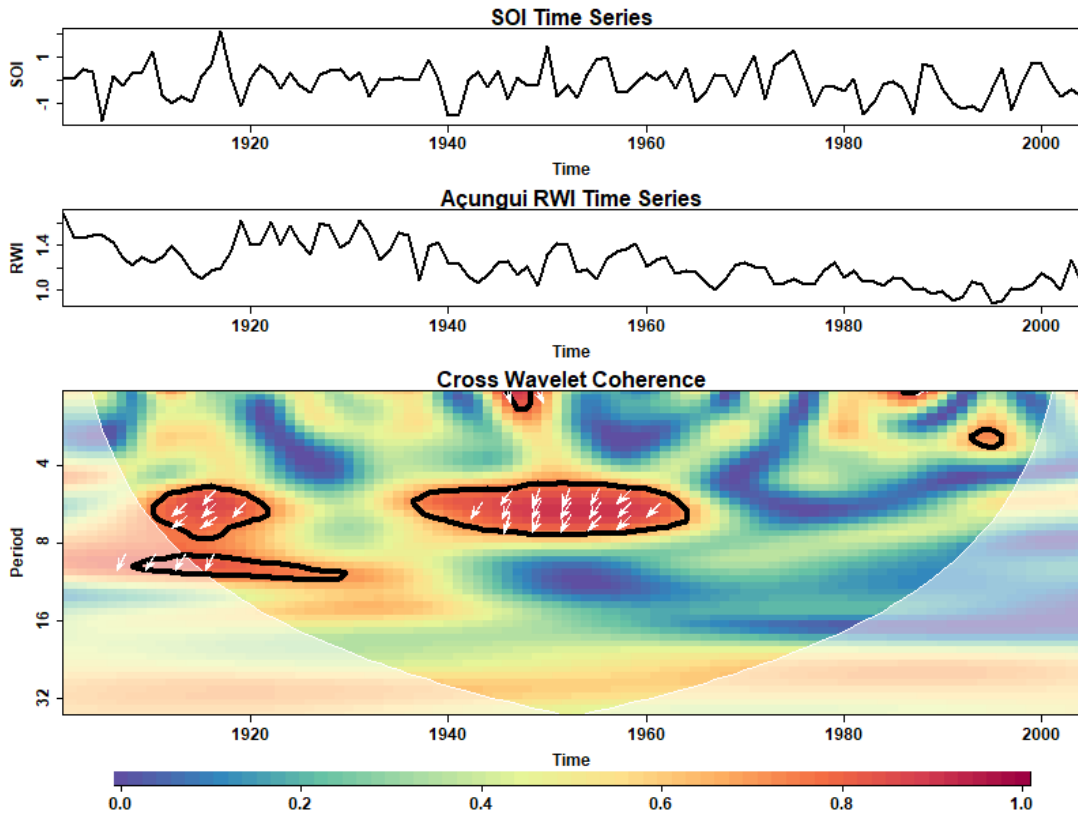 SOI Time Series
SOI
1
-1
1920 1940 1960 1980 2000
Time
Açungui RWI Time Series
RWI
1.4
1.0
1920 1940 1960 1980 2000
Time
Cross Wavelet Coherence
Period
4
8
16
32
1920 1940 1960 1980 2000
Time
0.0 0.2 0.4 0.6 0.8 1.0